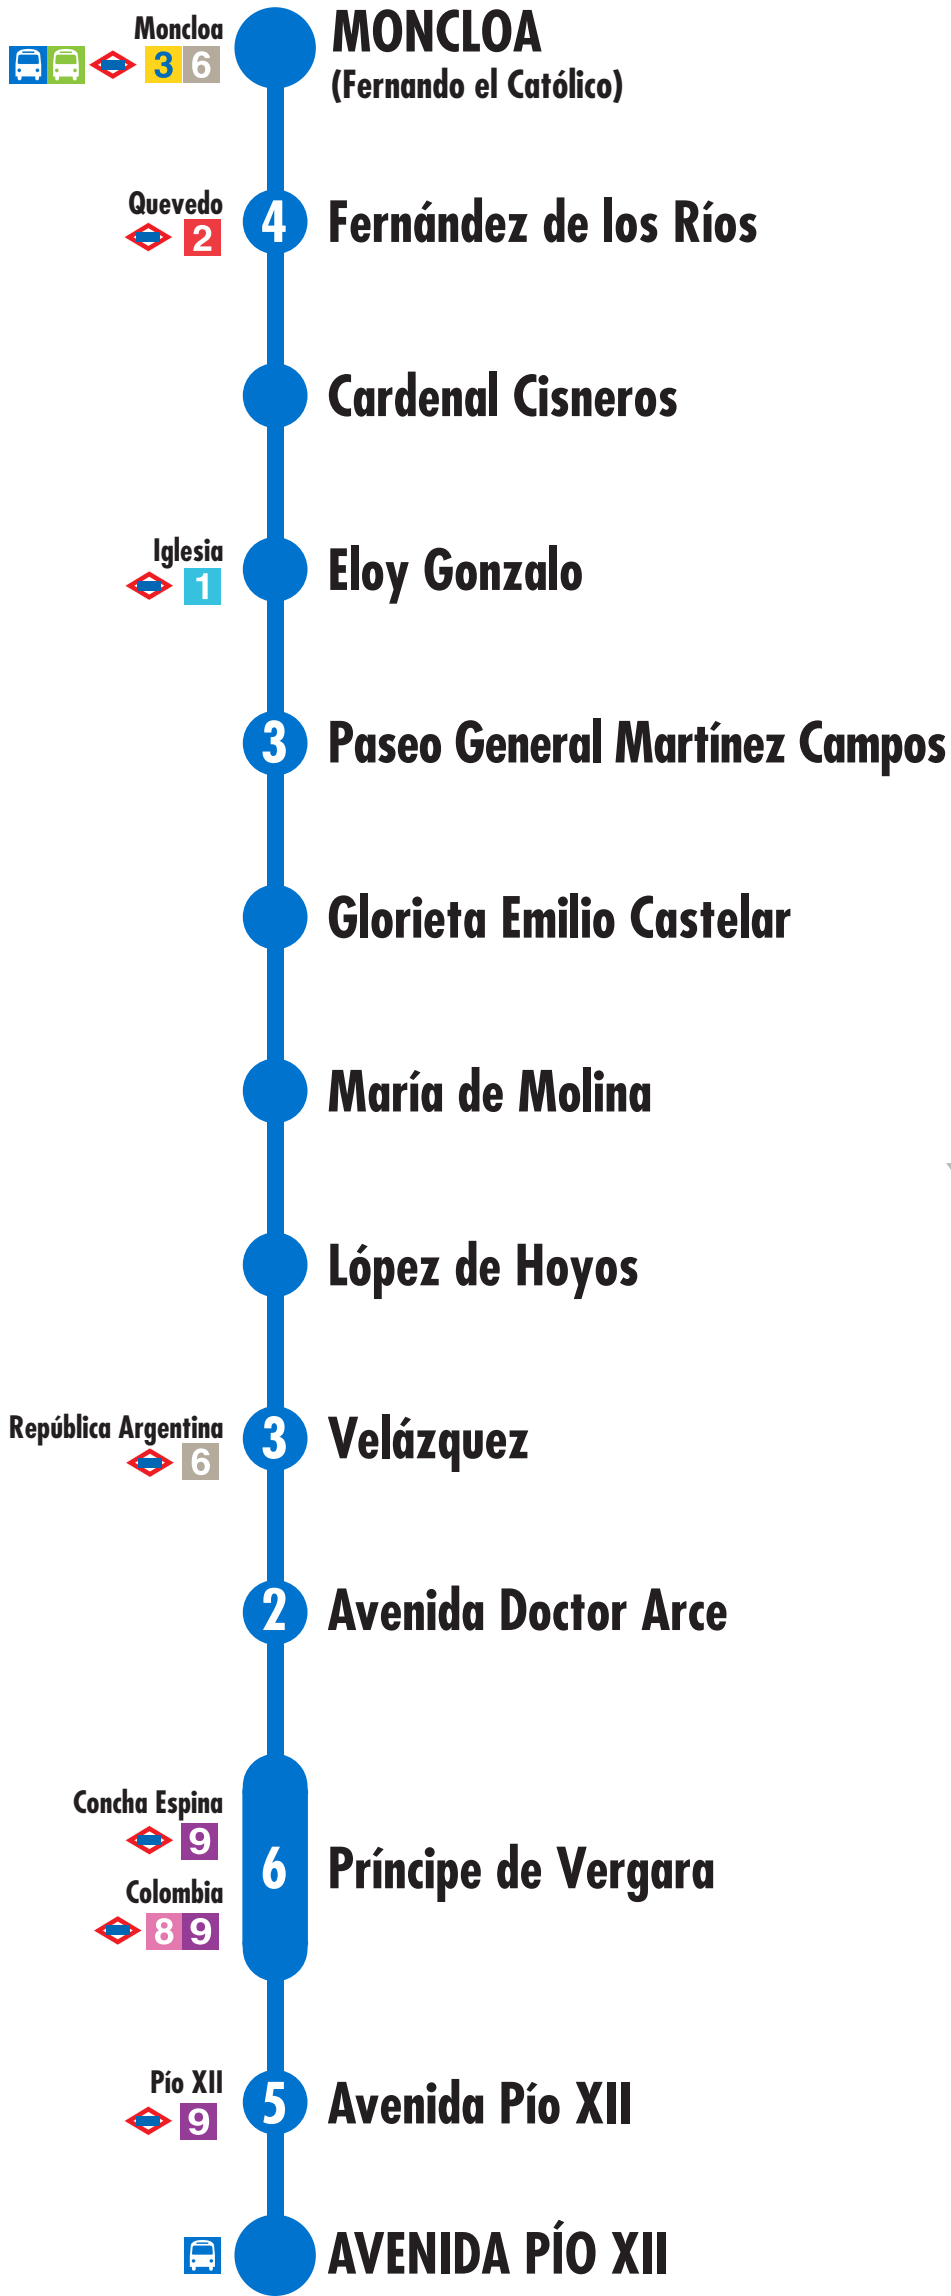 Moncloa
3 6
MONCLOA
(Fernando el Católico)
Quevedo
2
4
Fernández de los Ríos
Cardenal Cisneros
Iglesia
1
Eloy Gonzalo
3
Paseo General Martínez Campos
Glorieta Emilio Castelar
María de Molina
López de Hoyos
República Argentina
6
3
Velázquez
2
Avenida Doctor Arce
Concha Espina
9
Colombia
8 9
6
Príncipe de Vergara
Pío XII
9
5
Avenida Pío XII
AVENIDA PÍO XII